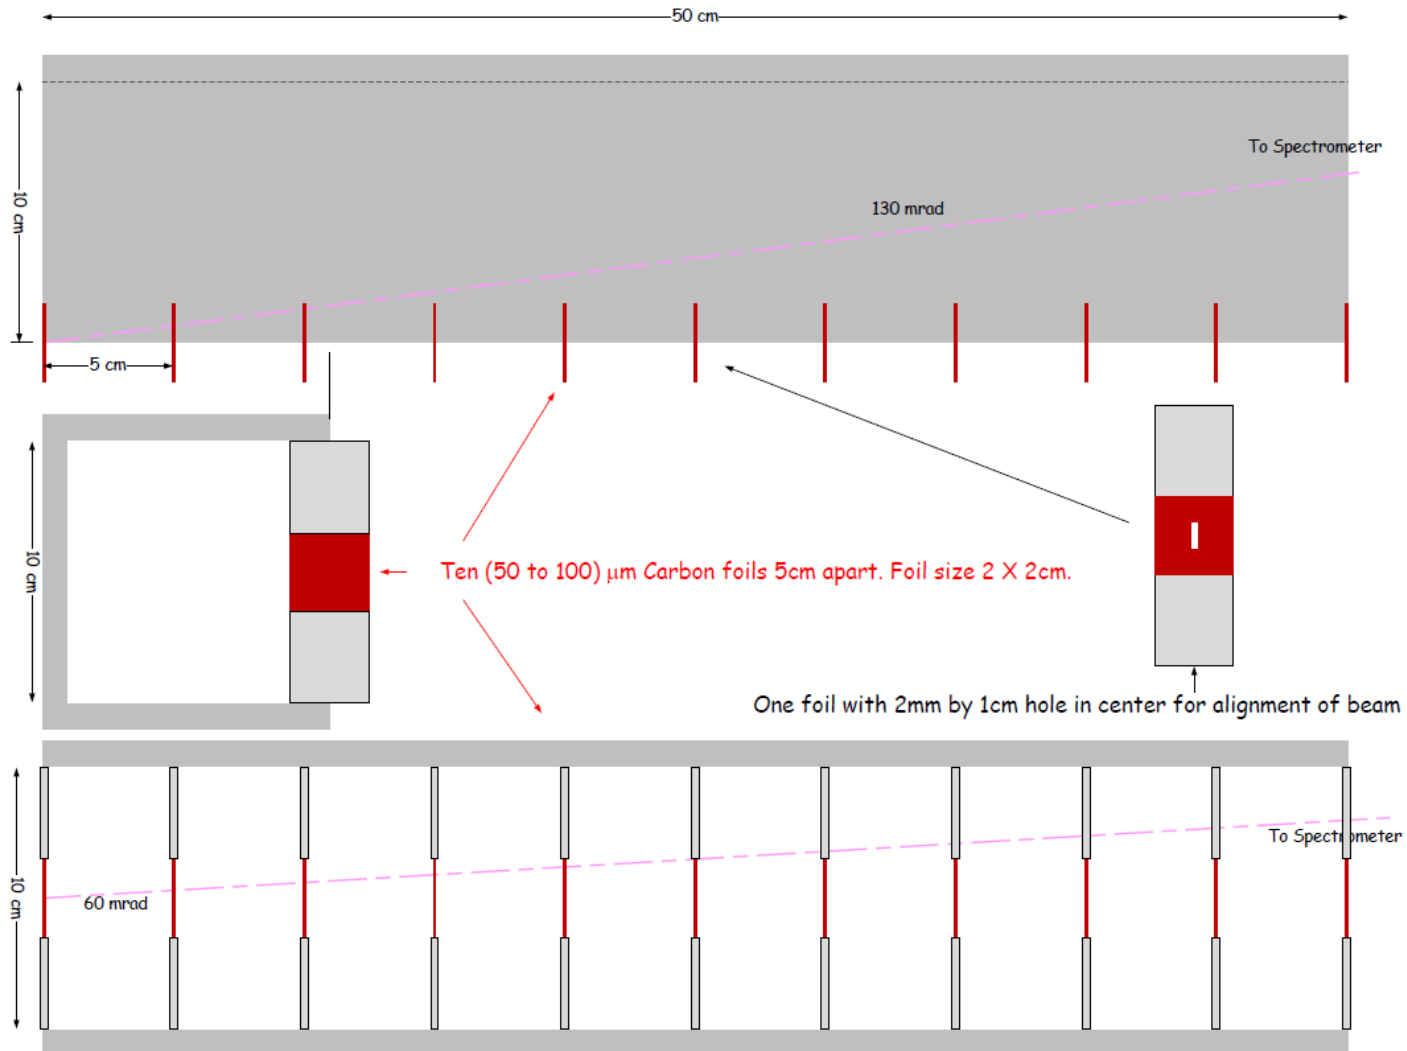 50 cm
To Spectrometer
10 cm
130 mrad
5 cm
10 cm
Ten (50 to 100) μm Carbon foils 5cm apart. Foil size 2 X 2cm.
One foil with 2mm by 1cm hole in center for alignment of beam
To Spectrometer
10 cm
60 mrad